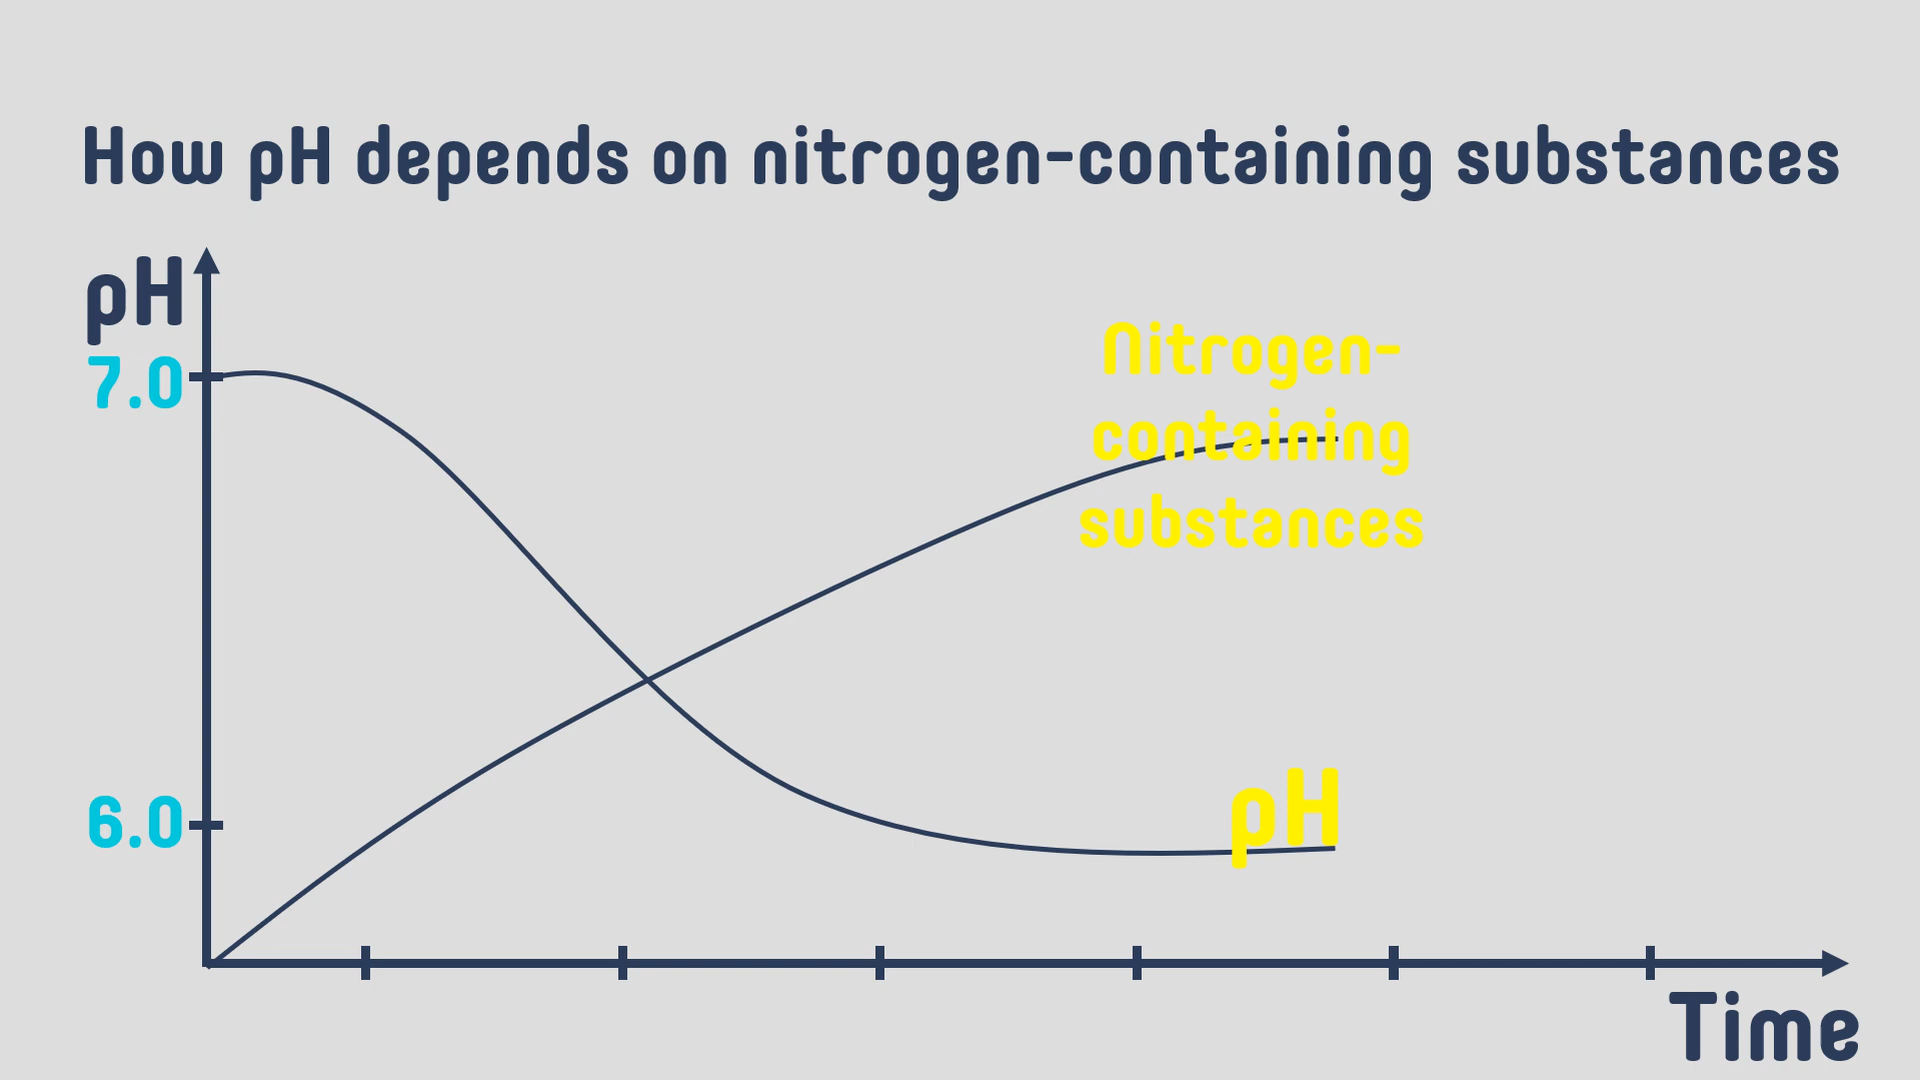 How pH depends on nitrogen-containing substances
pH
7.0
Nitrogen-
containing
substances
6.0
pH
Time